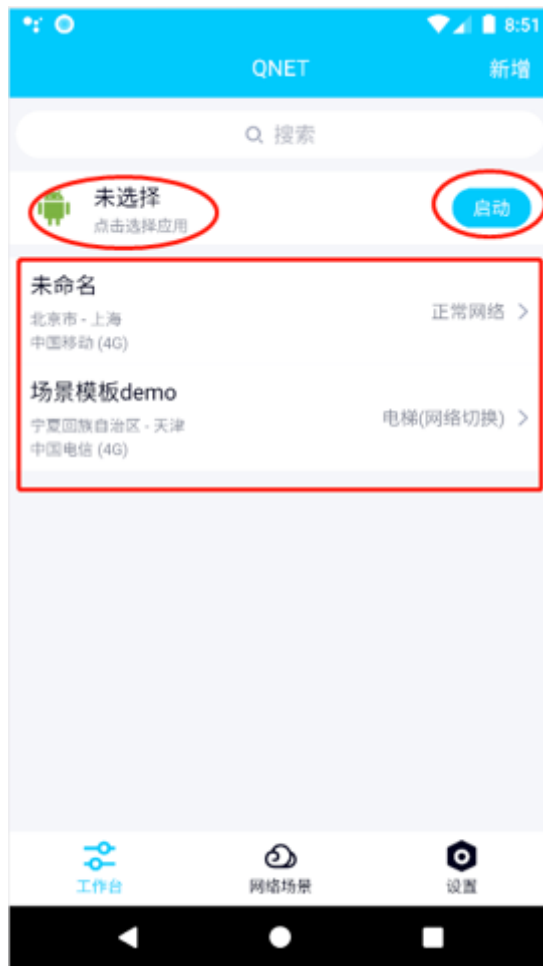 8:51
QNET
新增
搜索
未选择
点击选择应用
启动
未命名
北京市 - 上海
中国移动 (4G)
正常网络
场景模板demo
宁夏回族自治区 - 天津
中国电信 (4G)
电梯(网络切换)
工作台
网络场景
设置